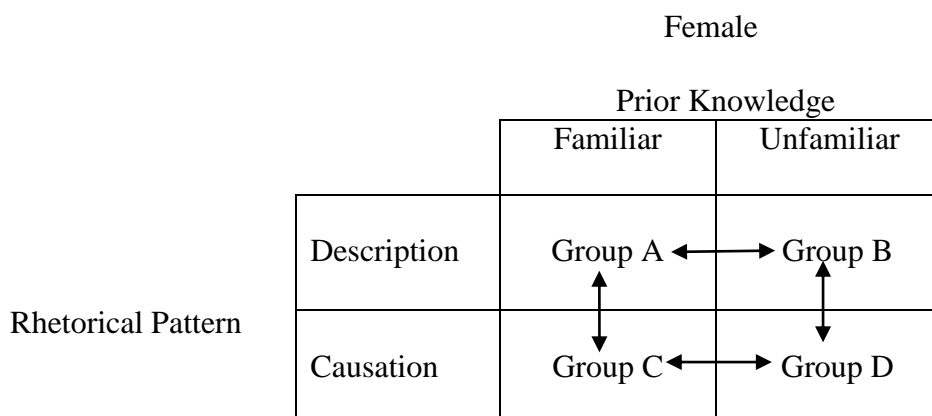 Female
Prior Knowledge
Familiar Unfamiliar
Description Group A Group B
Rhetorical Pattern
Causation Group C Group D